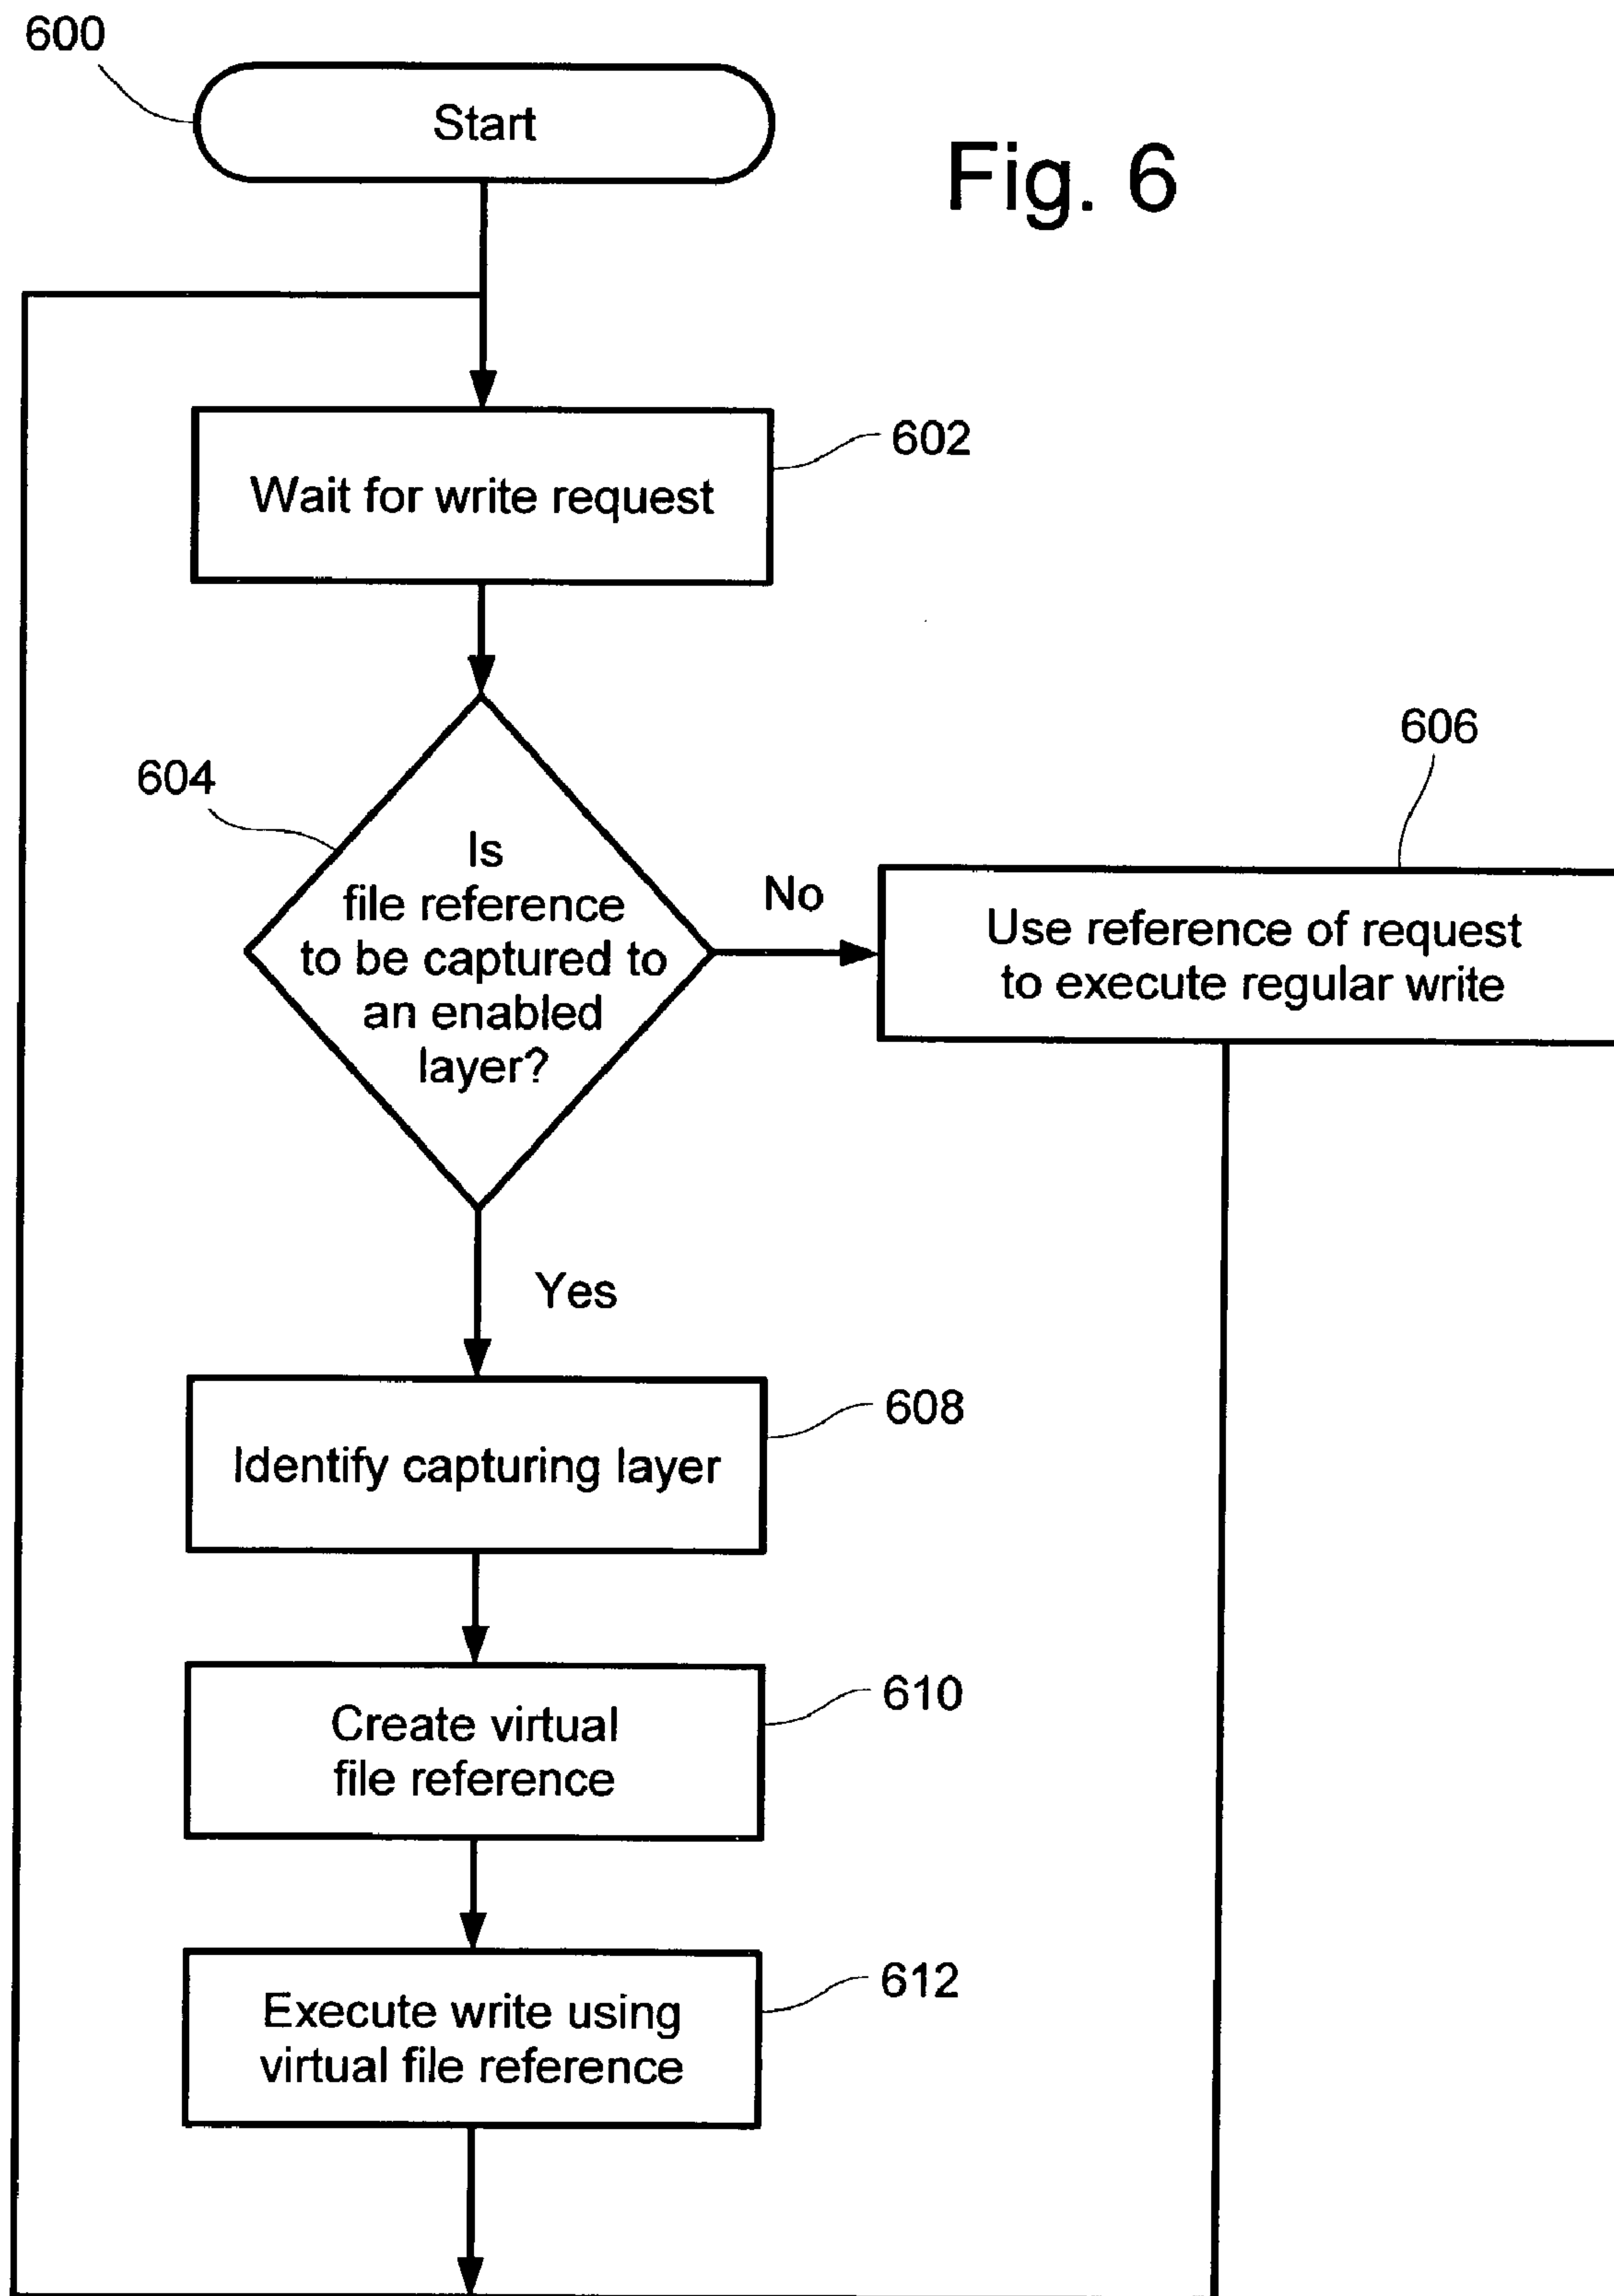 600
Start
Fig. 6
Wait for write request
602
604
Is
file reference
to be captured to
an enabled
layer?
No
606
Use reference of request
to execute regular write
Yes
Identify capturing layer
608
Create virtual
file reference
610
Execute write using
virtual file reference
612